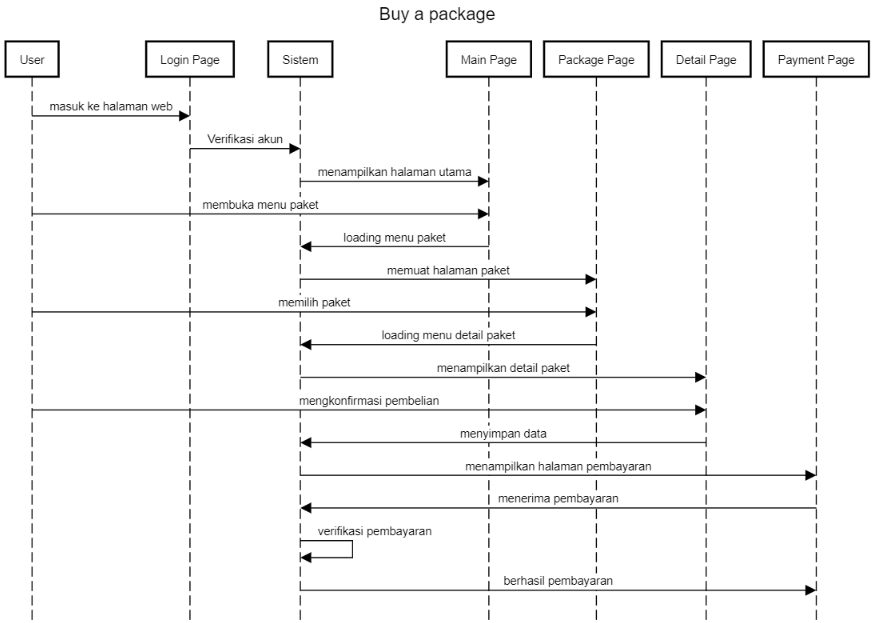 Buy a package
User
Login Page
Sistem
Main Page
Package Page
Detail Page
Payment Page
masuk ke halaman web
Verifikasi akun
menampilkan halaman utama
membuka menu paket
loading menu paket
memuat halaman paket
memilih paket
loading menu detail paket
menampilkan detail paket
mengkonfirmasi pembelian
menyimpan data
menampilkan halaman pembayaran
menerima pembayaran
verifikasi pembayaran
berhasil pembayaran